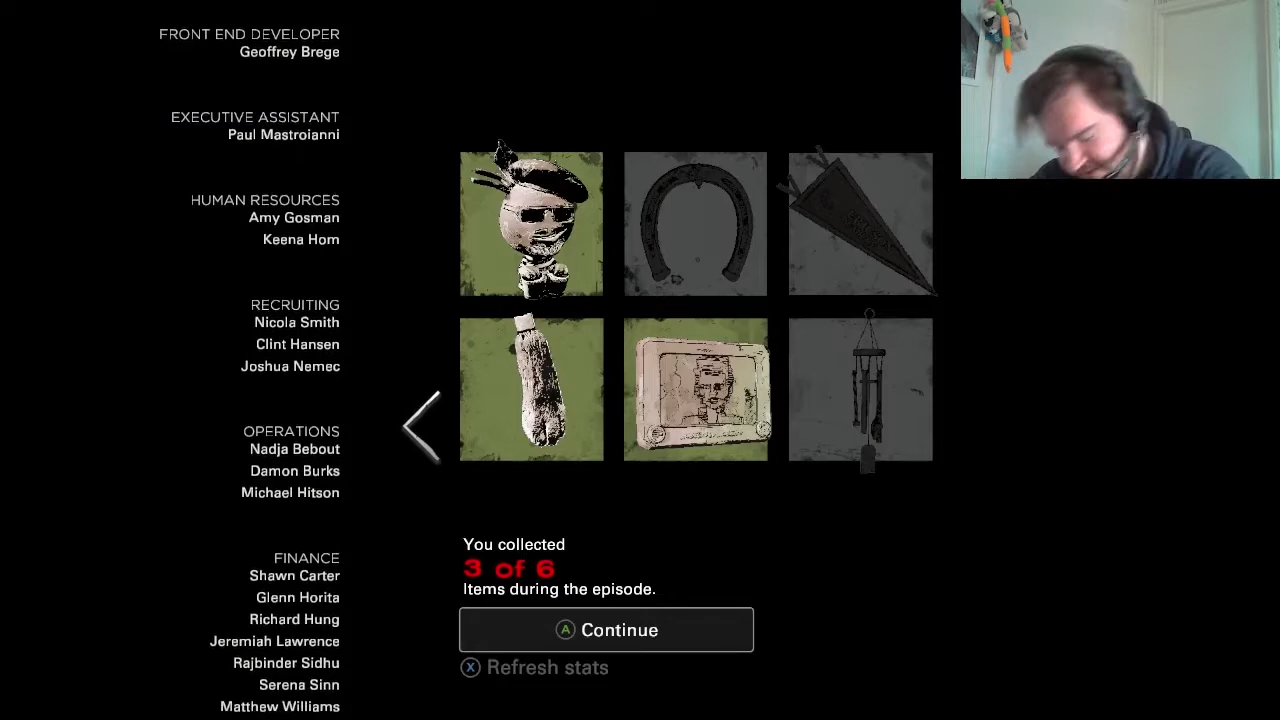 FRONT END DEVELOPER
Geoffrey Brege
EXECUTIVE ASSISTANT
Paul Mastroianni
HUMAN RESOURCES
Amy Gosman
Keena Hom
RECRUITING
Nicola Smith
Clint Hansen
Joshua Nemec
OPERATIONS
Nadja Bebout
Damon Burks
Michael Hitson
FINANCE
Shawn Carter
Glenn Horita
Richard Hung
Jeremiah Lawrence
Rajbinder Sidhu
Serena Sinn
Matthew Williams
You collected
3 of 6
Items during the episode.
A Continue
X Refresh stats